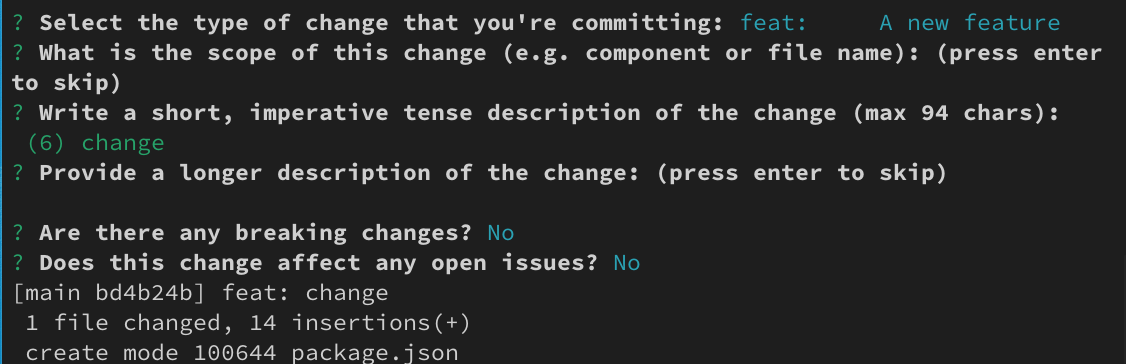 ? Select the type of change that you're committing: feat:     A new feature
? What is the scope of this change (e.g. component or file name): (press enter
to skip)
? Write a short, imperative tense description of the change (max 94 chars):
 (6) change
? Provide a longer description of the change: (press enter to skip)
? Are there any breaking changes? No
? Does this change affect any open issues? No
[main bd4b24b] feat: change
 1 file changed, 14 insertions(+)
 create mode 100644 package.json